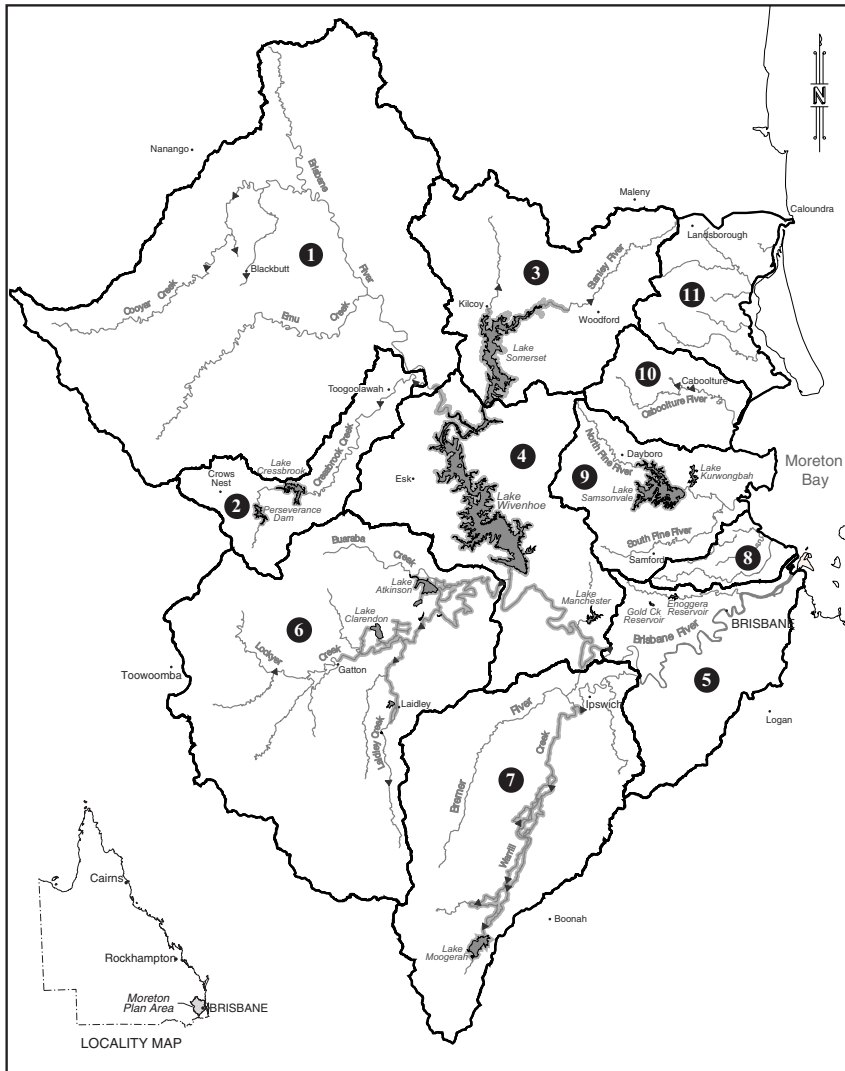 N
Nanango
Brisbane
River
Maleny
Caloundra
Landsborough
1
3
Stanley River
Blackbutt
Cooyar Creek
Emu
Creek
Kilcoy
Woodford
11
Lake
Somerset
10
Caboolture
Caboolture River
Toogoolawah
Cressbrook Creek
Lake
Cressbrook
Crows
Nest
2
Perseverance
Dam
Esk
4
Lake
Wivenhoe
North Pine River
Dayboro
9
Lake
Kurwongbah
Lake
Samsonvale
Moreton
Bay
South Pine River
Samford
8
Buaraba
Creek
Lake
Atkinson
Lake
Clarendon
6
Lockyer
Creek
Gatton
Toowoomba
Laidley
Laidley Creek
Lake
Manchester
Gold Ck
Reservoir
Enoggera
Reservoir
BRISBANE
Brisbane River
5
Logan
Ipswich
River
Bremer
Creek
7
Warrill
Boonah
Lake
Moogerah
Cairns
Rockhampton
Moreton
Plan Area
BRISBANE
LOCALITY MAP